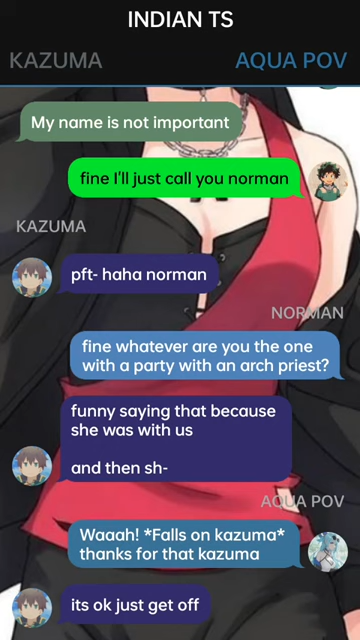 INDIAN TS
KAZUMA
AQUA POV
My name is not important
fine I'll just call you norman
KAZUMA
pft- haha norman
NORMAN
fine whatever are you the one
with a party with an arch priest?
funny saying that because
she was with us
and then sh-
AQUA POV
Waaah! *Falls on kazuma*
thanks for that kazuma
its ok just get off